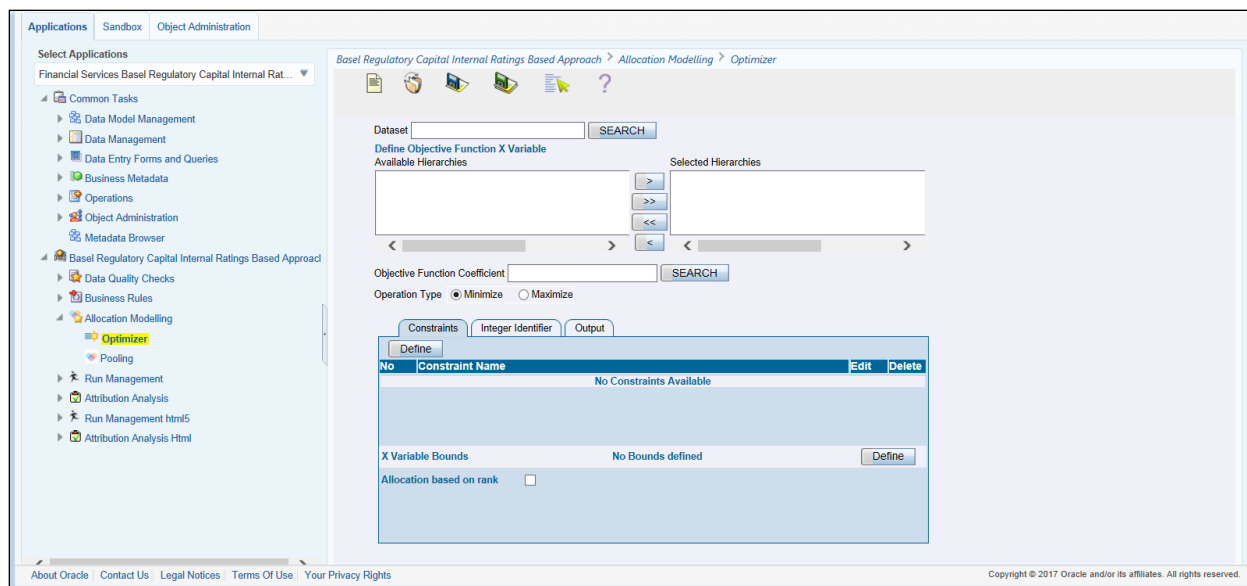 Applications Sandbox Object Administration
Select Applications
Financial Services Basel Regulatory Capital Internal Rat...
Common Tasks
Data Model Management
Data Management
Data Entry Forms and Queries
Business Metadata
Operations
Object Administration
Metadata Browser
Basel Regulatory Capital Internal Ratings Based Approacl
Data Quality Checks
Business Rules
Allocation Modelling
Optimizer
Pooling
Run Management
Attribution Analysis
Run Management html5
Attribution Analysis Html
Basel Regulatory Capital Internal Ratings Based Approach > Allocation Modelling > Optimizer
?
Dataset SEARCH
Define Objective Function X Variable
Available Hierarchies Selected Hierarchies
>
>>
<<
<
Objective Function Coefficient SEARCH
Operation Type Minimize Maximize
Constraints Integer Identifier Output
Define
No Constraint Name Edit Delete
No Constraints Available
X Variable Bounds No Bounds defined Define
Allocation based on rank
About Oracle Contact Us Legal Notices Terms Of Use Your Privacy Rights Copyright © 2017 Oracle and/or its affiliates. All rights reserved.